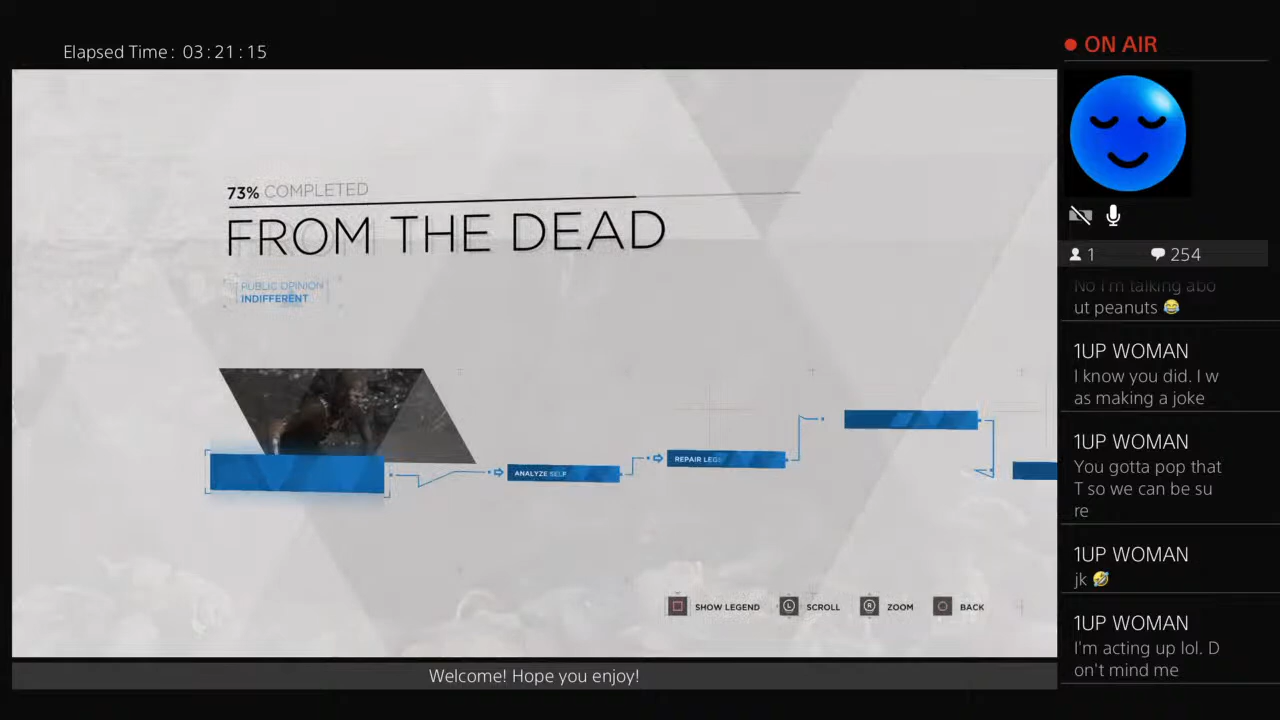 Elapsed Time: 03:21:15
ON AIR
73% COMPLETED
FROM THE DEAD
PUBLIC OPINION
INDIFFERENT
ANALYZE SELF
REPAIR LEG
SHOW LEGEND
L
SCROLL
R
ZOOM
BACK
Welcome! Hope you enjoy!
1
254
No I'm talking abo
ut peanuts 😂
1UP WOMAN
I know you did. I w
as making a joke
1UP WOMAN
You gotta pop that
T so we can be su
re
1UP WOMAN
jk 🤣
1UP WOMAN
I'm acting up lol. D
on't mind me